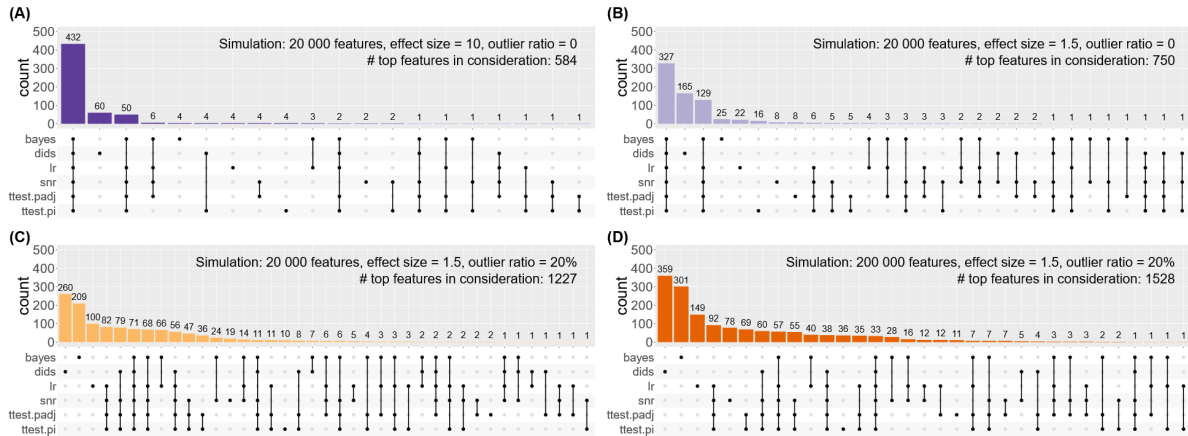 (A)
Simulation: 20 000 features, effect size = 10, outlier ratio = 0
# top features in consideration: 584
count
500
400
300
200
100
0
432 60 50 6 4 4 4 4 4 3 2 2 2 1 1 1 1 1 1 1
bayes
dids
lr
snr
ttest.padj
ttest.pi
(B)
Simulation: 20 000 features, effect size = 1.5, outlier ratio = 0
# top features in consideration: 750
count
500
400
300
200
100
0
327 165 129 25 22 16 8 8 6 5 5 4 3 3 3 2 2 2 2 2 1 1 1 1 1 1 1 1
bayes
dids
lr
snr
ttest.padj
ttest.pi
(C)
Simulation: 20 000 features, effect size = 1.5, outlier ratio = 20%
# top features in consideration: 1227
count
500
400
300
200
100
0
260 209 100 82 79 71 68 66 56 47 36 24 19 14 11 11 10 8 7 6 6 5 4 3 3 3 2 2 2 2 2 2 1 1 1 1 1 1 1
bayes
dids
lr
snr
ttest.padj
ttest.pi
(D)
Simulation: 200 000 features, effect size = 1.5, outlier ratio = 20%
# top features in consideration: 1528
count
500
400
300
200
100
0
359 301 149 92 78 69 60 57 55 40 38 36 35 33 28 16 12 12 11 7 7 7 5 4 3 3 3 2 2 1 1 1 1
bayes
dids
lr
snr
ttest.padj
ttest.pi